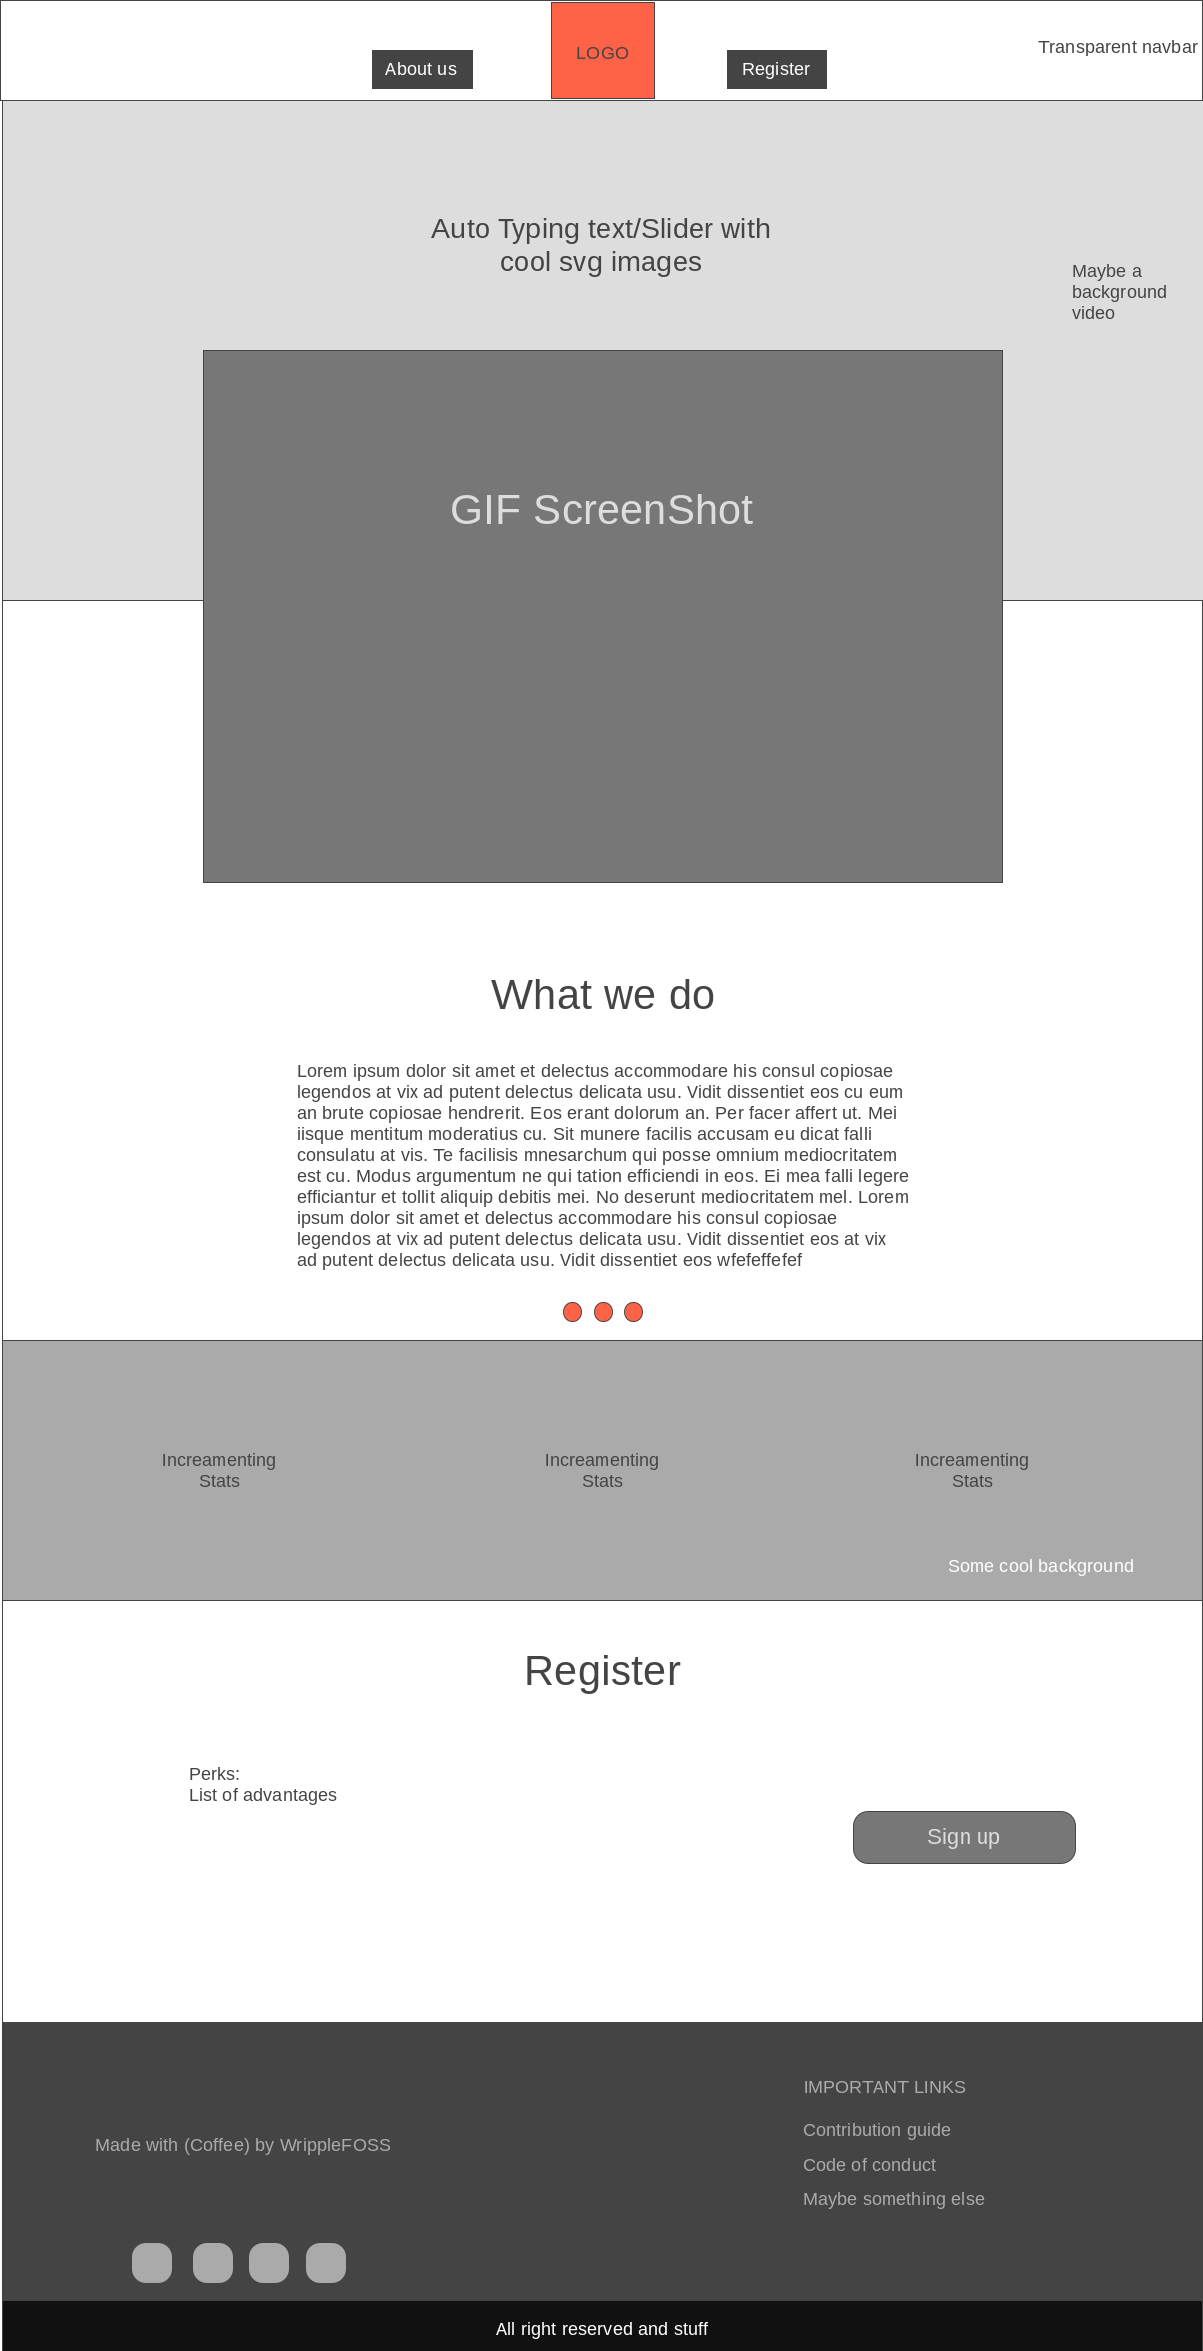 About us
LOGO
Register
Transparent navbar
Auto Typing text/Slider with
cool svg images
Maybe a
background
video
GIF ScreenShot
What we do
Lorem ipsum dolor sit amet et delectus accommodare his consul copiosae
legendos at vix ad putent delectus delicata usu. Vidit dissentiet eos cu eum
an brute copiosae hendrerit. Eos erant dolorum an. Per facer affert ut. Mei
iisque mentitum moderatius cu. Sit munere facilis accusam eu dicat falli
consulatu at vis. Te facilisis mnesarchum qui posse omnium mediocritatem
est cu. Modus argumentum ne qui tation efficiendi in eos. Ei mea falli legere
efficiantur et tollit aliquip debitis mei. No deserunt mediocritatem mel. Lorem
ipsum dolor sit amet et delectus accommodare his consul copiosae
legendos at vix ad putent delectus delicata usu. Vidit dissentiet eos at vix
ad putent delectus delicata usu. Vidit dissentiet eos wfefeffefef
Increamenting
Stats
Increamenting
Stats
Increamenting
Stats
Some cool background
Register
Perks:
List of advantages
Sign up
Made with (Coffee) by WrippleFOSS
IMPORTANT LINKS
Contribution guide
Code of conduct
Maybe something else
All right reserved and stuff